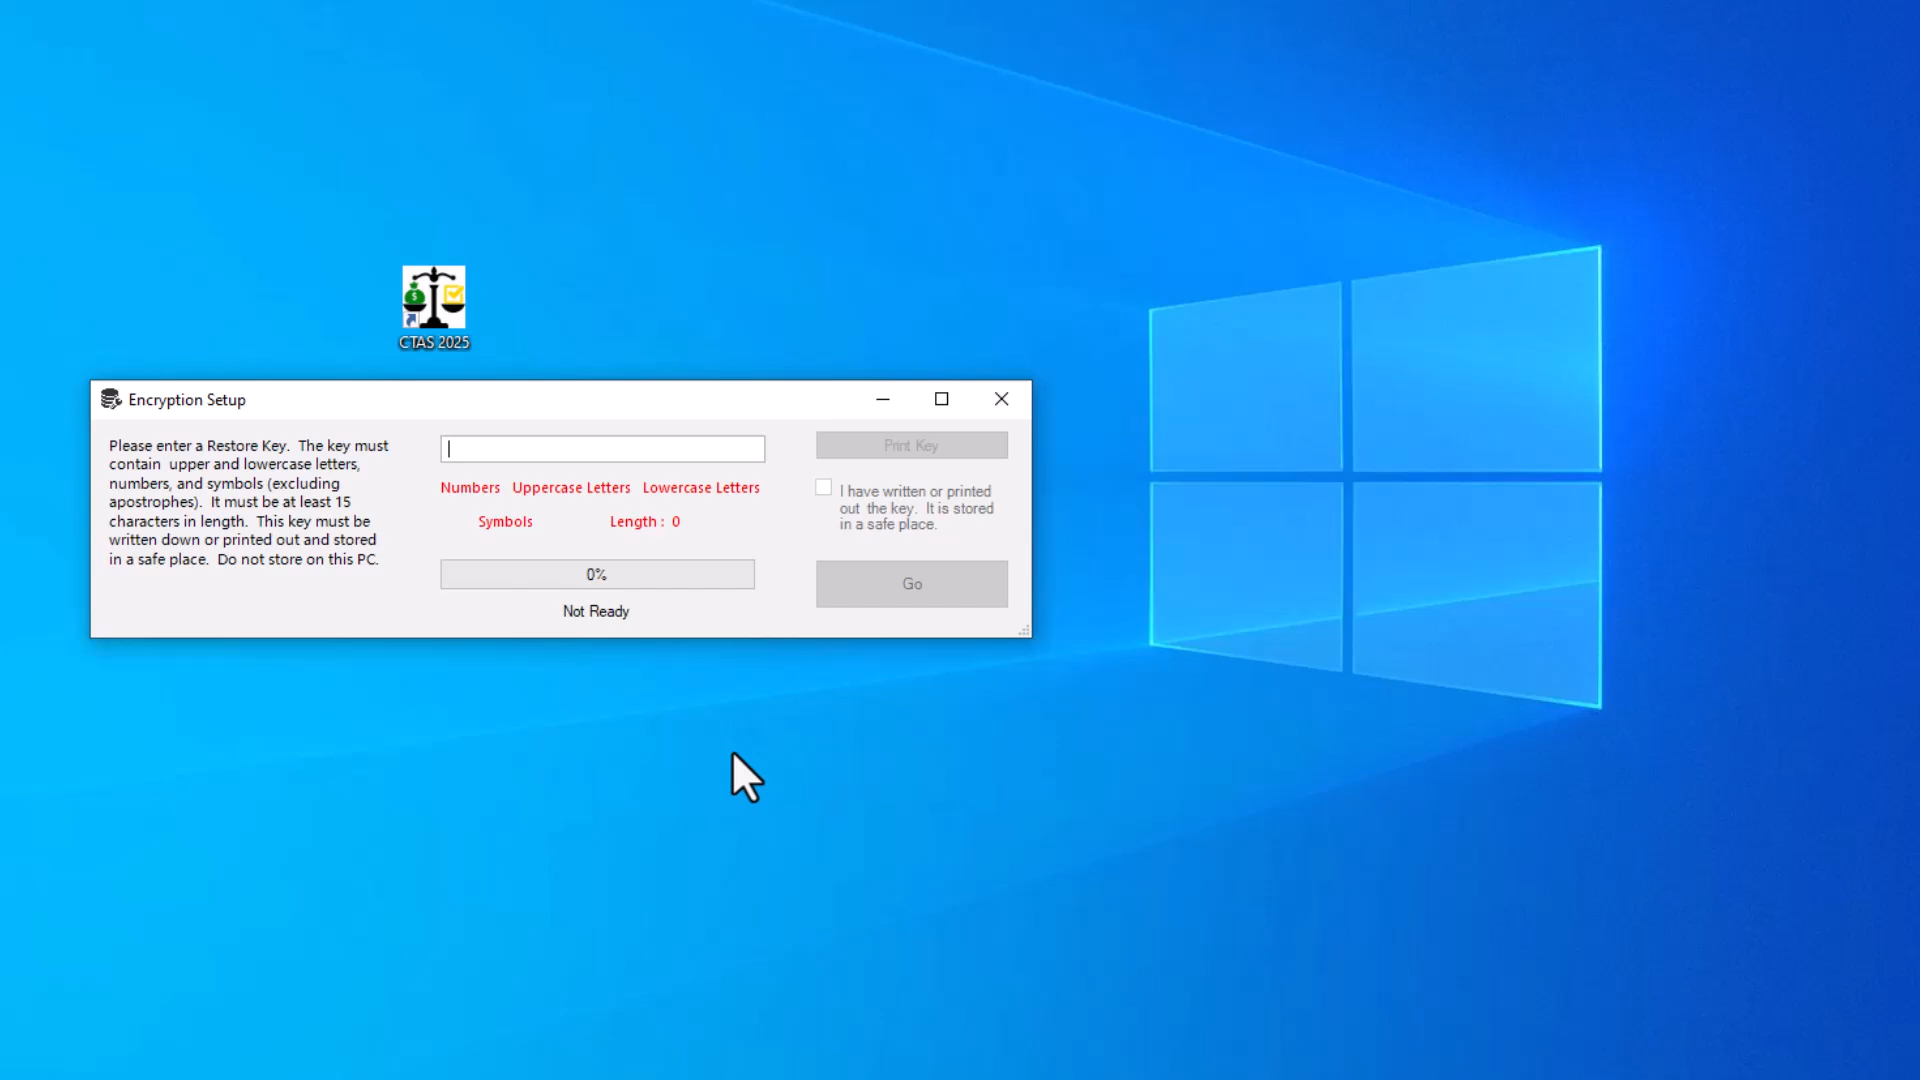 CTAS 2025
Encryption Setup
Please enter a Restore Key.  The key must
contain  upper and lowercase letters,
numbers, and symbols (excluding
apostrophes).  It must be at least 15
characters in length.  This key must be
written down or printed out and stored
in a safe place.  Do not store on this PC.
Numbers Uppercase Letters Lowercase Letters
Symbols Length :  0
0%
Not Ready
Print Key
I have written or printed
out  the key.  It is stored
in a safe place.
Go